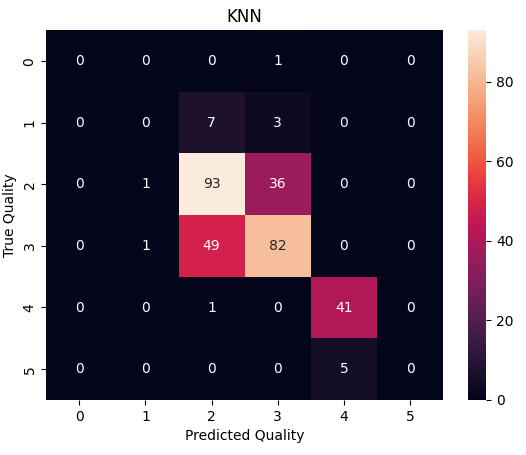 KNN
0 0 0 0 1 0 0
1 0 0 7 3 0 0
2 0 1 93 36 0 0
3 0 1 49 82 0 0
4 0 0 1 0 41 0
5 0 0 0 0 5 0
0 1 2 3 4 5
True Quality
Predicted Quality
80
60
40
20
0